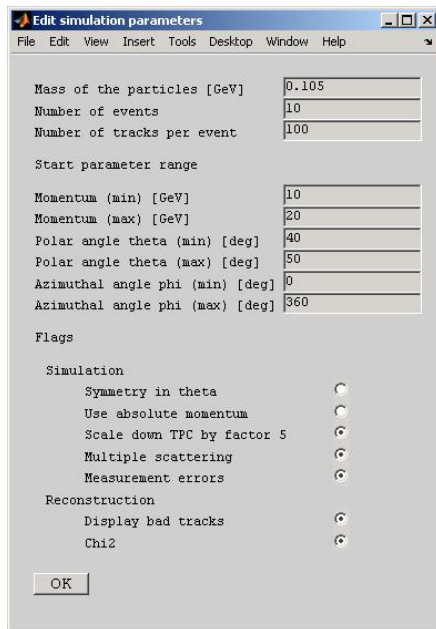 Edit simulation parameters
File Edit View Insert Tools Desktop Window Help
Mass of the particles [GeV] 0.105
Number of events 10
Number of tracks per event 100
Start parameter range
Momentum (min) [GeV] 10
Momentum (max) [GeV] 20
Polar angle theta (min) [deg] 40
Polar angle theta (max) [deg] 50
Azimuthal angle phi (min) [deg] 0
Azimuthal angle phi (max) [deg] 360
Flags
Simulation
Symmetry in theta
Use absolute momentum
Scale down TPC by factor 5
Multiple scattering
Measurement errors
Reconstruction
Display bad tracks
Chi2
OK